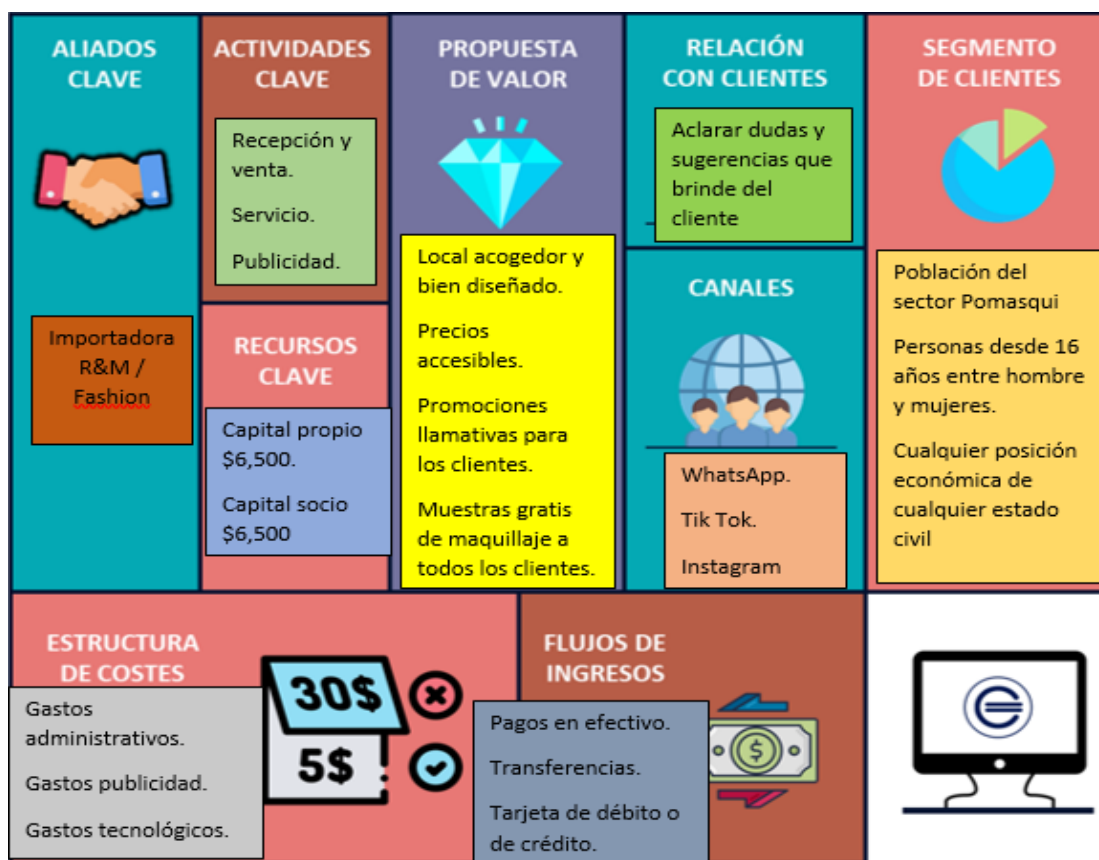 ALIADOS
CLAVE
Importadora
R&M /
Fashion
ACTIVIDADES
CLAVE
Recepción y
venta.
Servicio.
Publicidad.
RECURSOS
CLAVE
Capital propio
$6,500.
Capital socio
$6,500
PROPUESTA
DE VALOR
Local acogedor y
bien diseñado.
Precios
accesibles.
Promociones
llamativas para
los clientes.
Muestras gratis
de maquillaje a
todos los clientes.
RELACIÓN
CON CLIENTES
Aclarar dudas y
sugerencias que
brinde del
cliente
CANALES
WhatsApp.
Tik Tok.
Instagram
SEGMENTO
DE CLIENTES
Población del
sector Pomasqui
Personas desde 16
años entre hombre
y mujeres.
Cualquier posición
económica de
cualquier estado
civil
ESTRUCTURA
DE COSTES
30$
5$
Gastos
administrativos.
Gastos publicidad.
Gastos tecnológicos.
FLUJOS DE
INGRESOS
$
Pagos en efectivo.
Transferencias.
Tarjeta de débito o
de crédito.